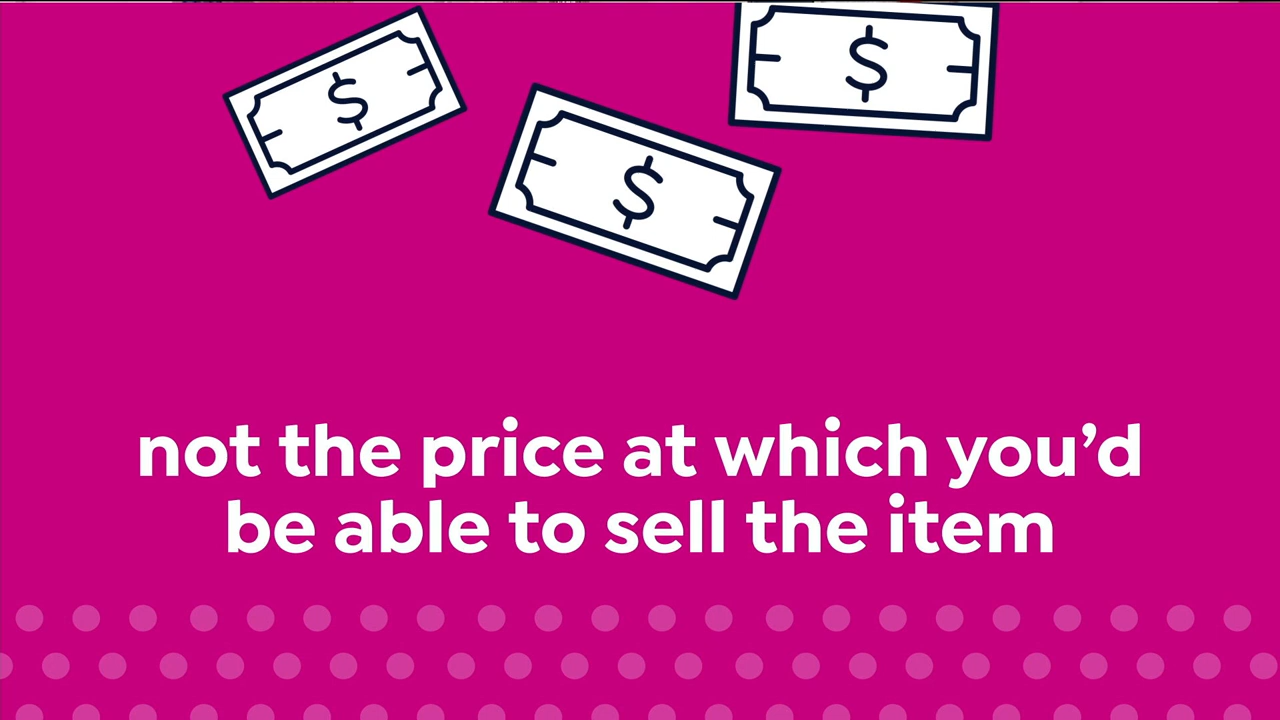 $
$
$
not the price at which you’d
be able to sell the item